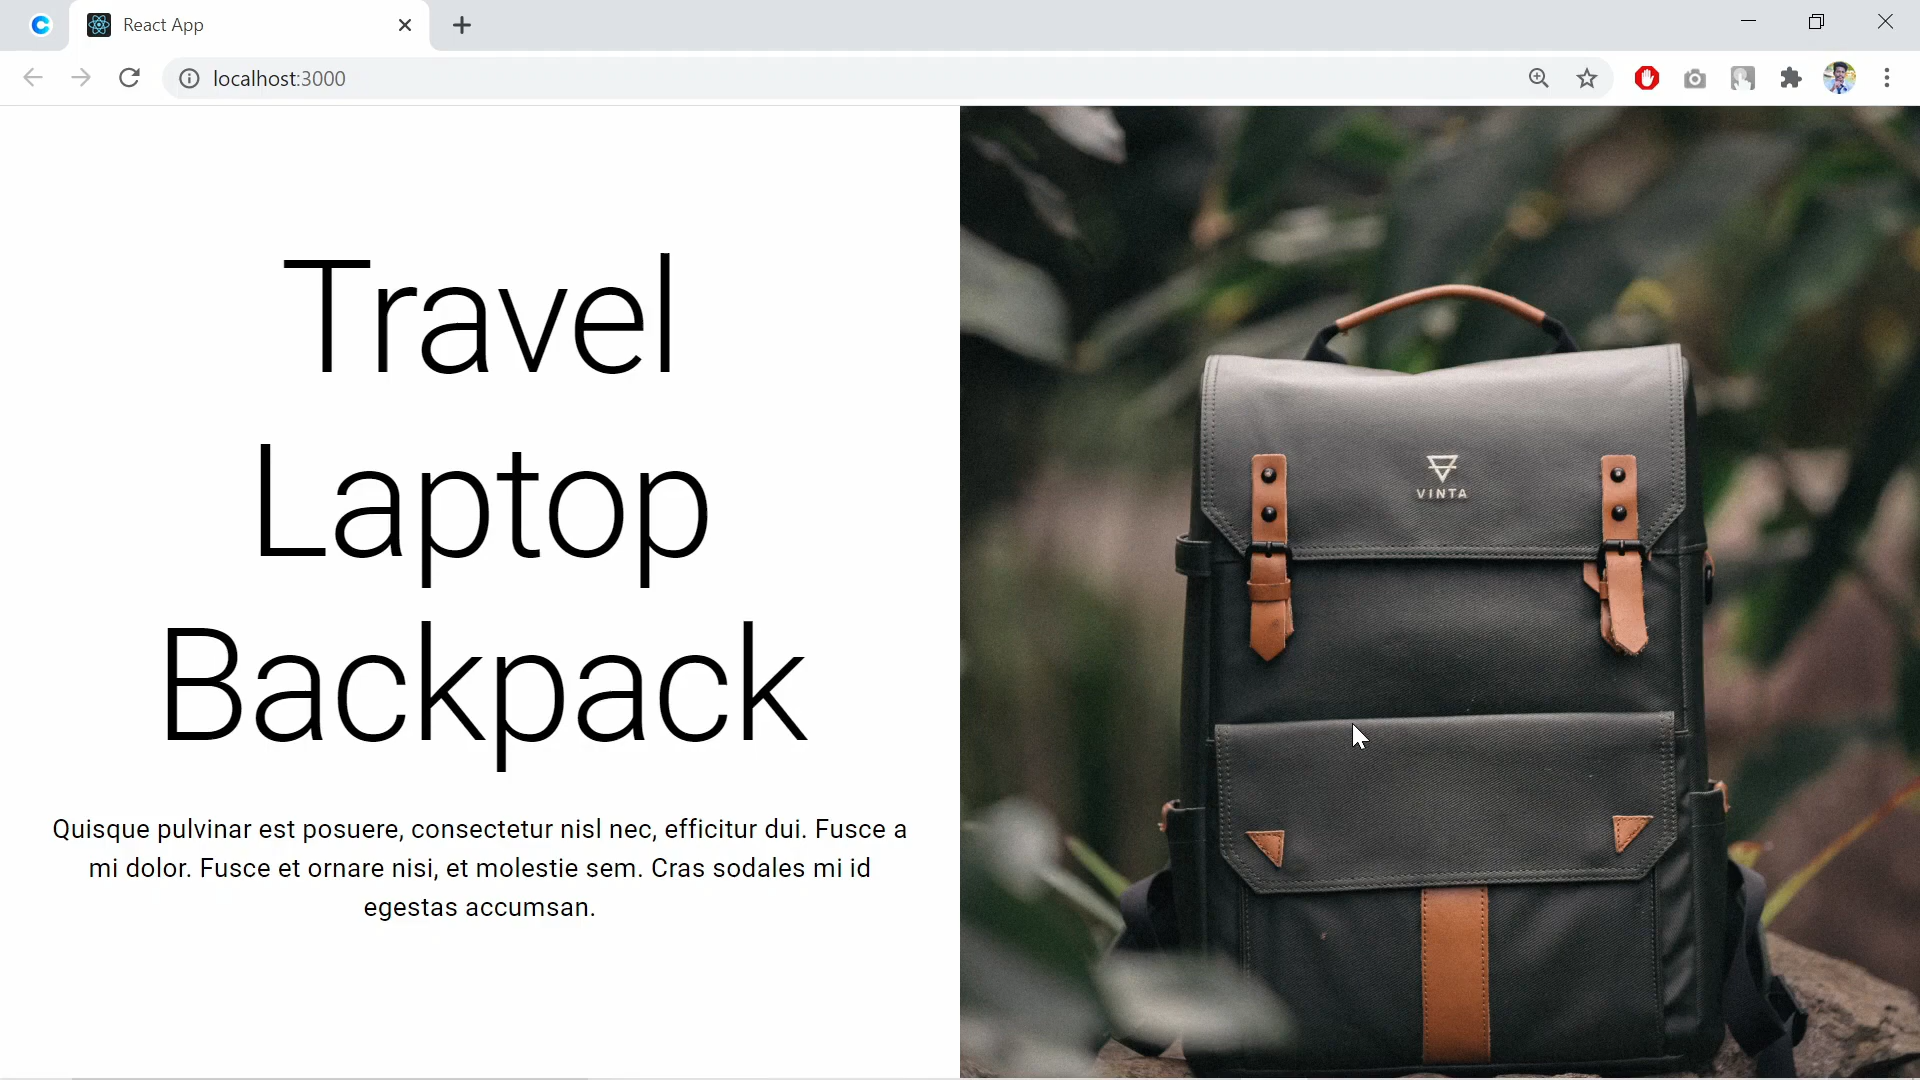 React App
localhost:3000
Travel
Laptop
Backpack
Quisque pulvinar est posuere, consectetur nisl nec, efficitur dui. Fusce a
mi dolor. Fusce et ornare nisi, et molestie sem. Cras sodales mi id
egestas accumsan.
VINTA